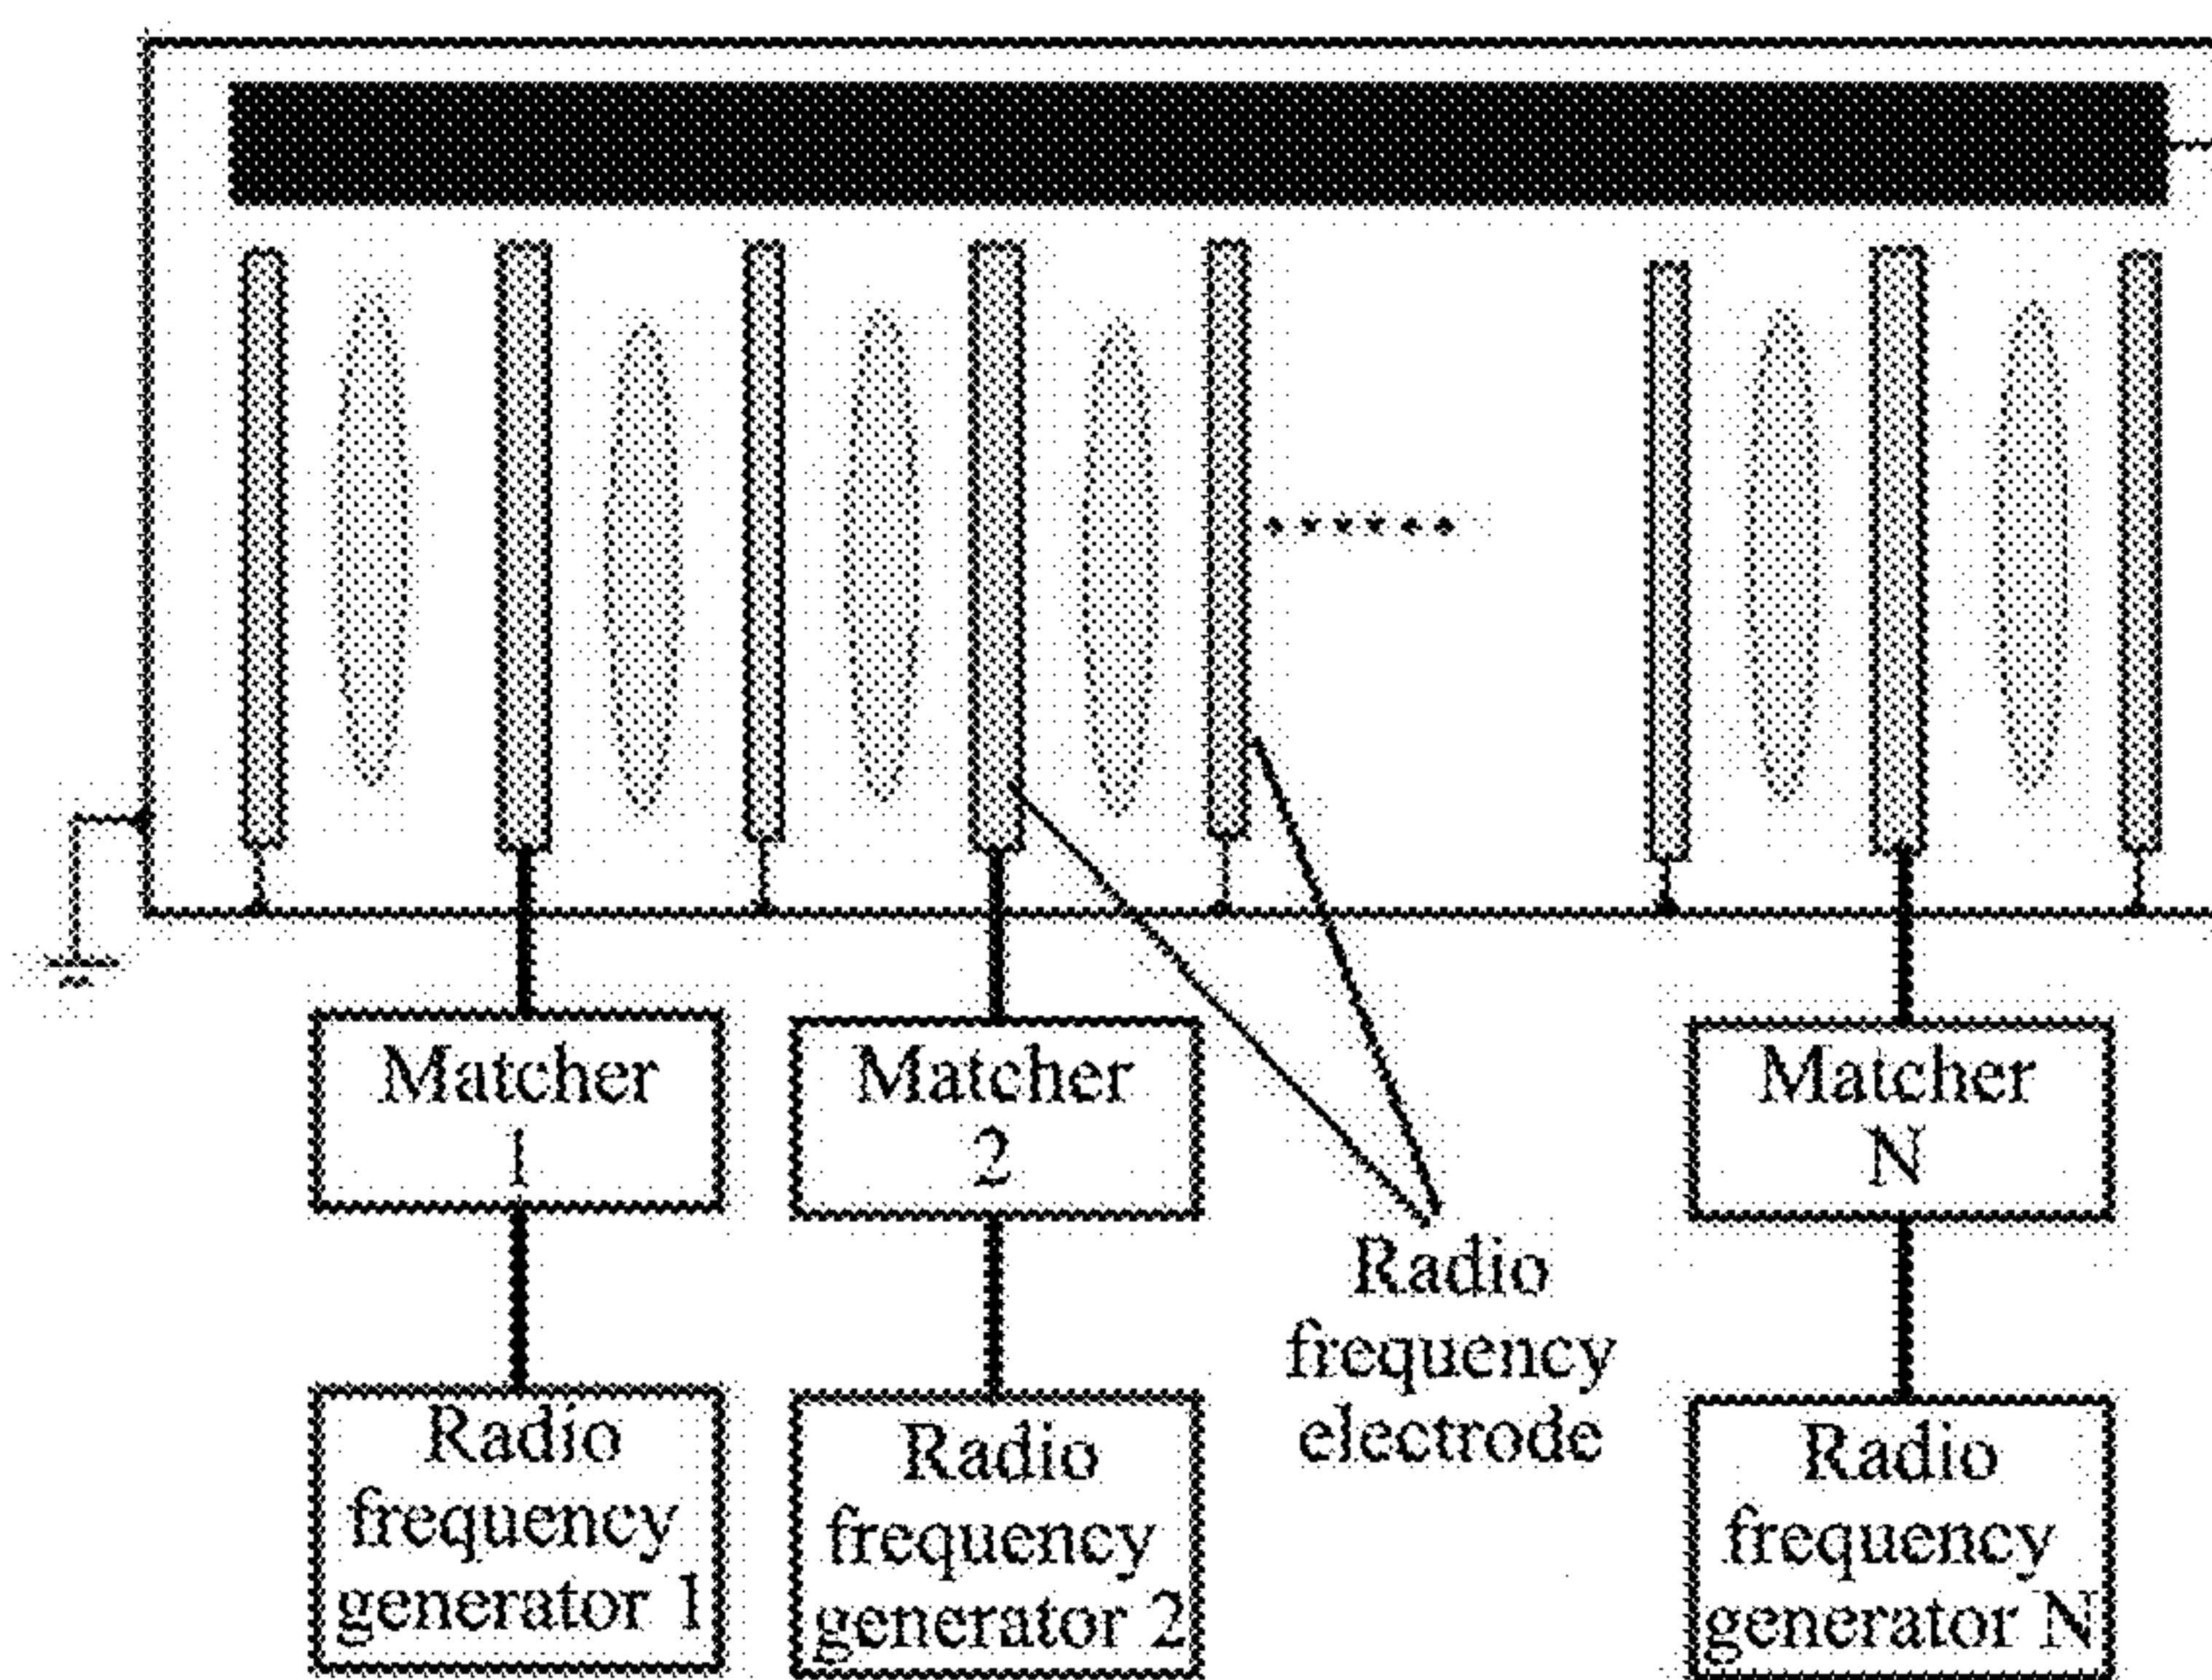 Matcher
1
Matcher
2
Matcher
N
Radio
frequency
electrode
Radio
frequency
generator 1
Radio
frequency
generator 2
Radio
frequency
generator N